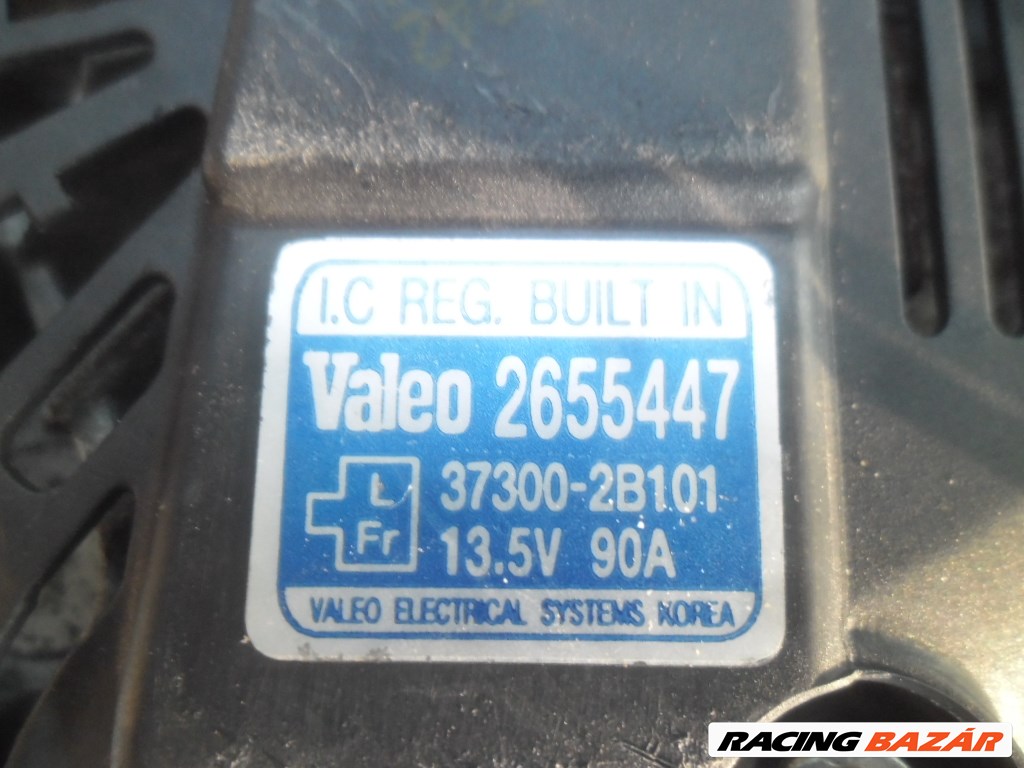 I.C REG. BUILT IN
Valeo 2655447
L
37300-2B101
Fr
13.5V 90A
VALEO ELECTRICAL SYSTEMS KOREA
RACING BAZÁR